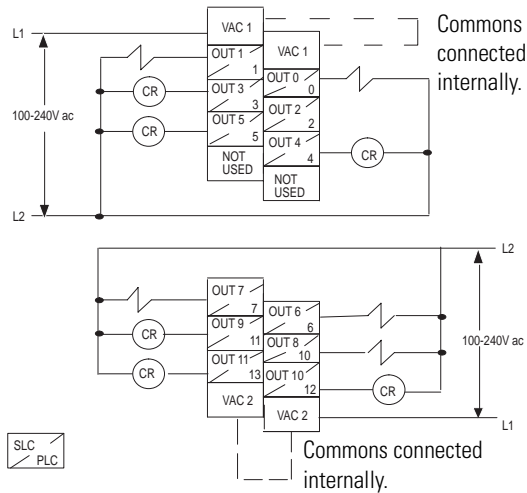 VAC 1
Commons
connected
internally.
L1
OUT 1
1
VAC 1
OUT 0
0
CR
OUT 3
3
OUT 2
2
100-240V ac
CR
OUT 5
5
OUT 4
4
CR
NOT
USED
NOT
USED
L2
L2
OUT 7
7
OUT 6
6
CR
OUT 9
11
OUT 8
10
100-240V ac
CR
OUT 11
13
OUT 10
12
CR
VAC 2
VAC 2
L1
SLC
PLC
Commons connected
internally.